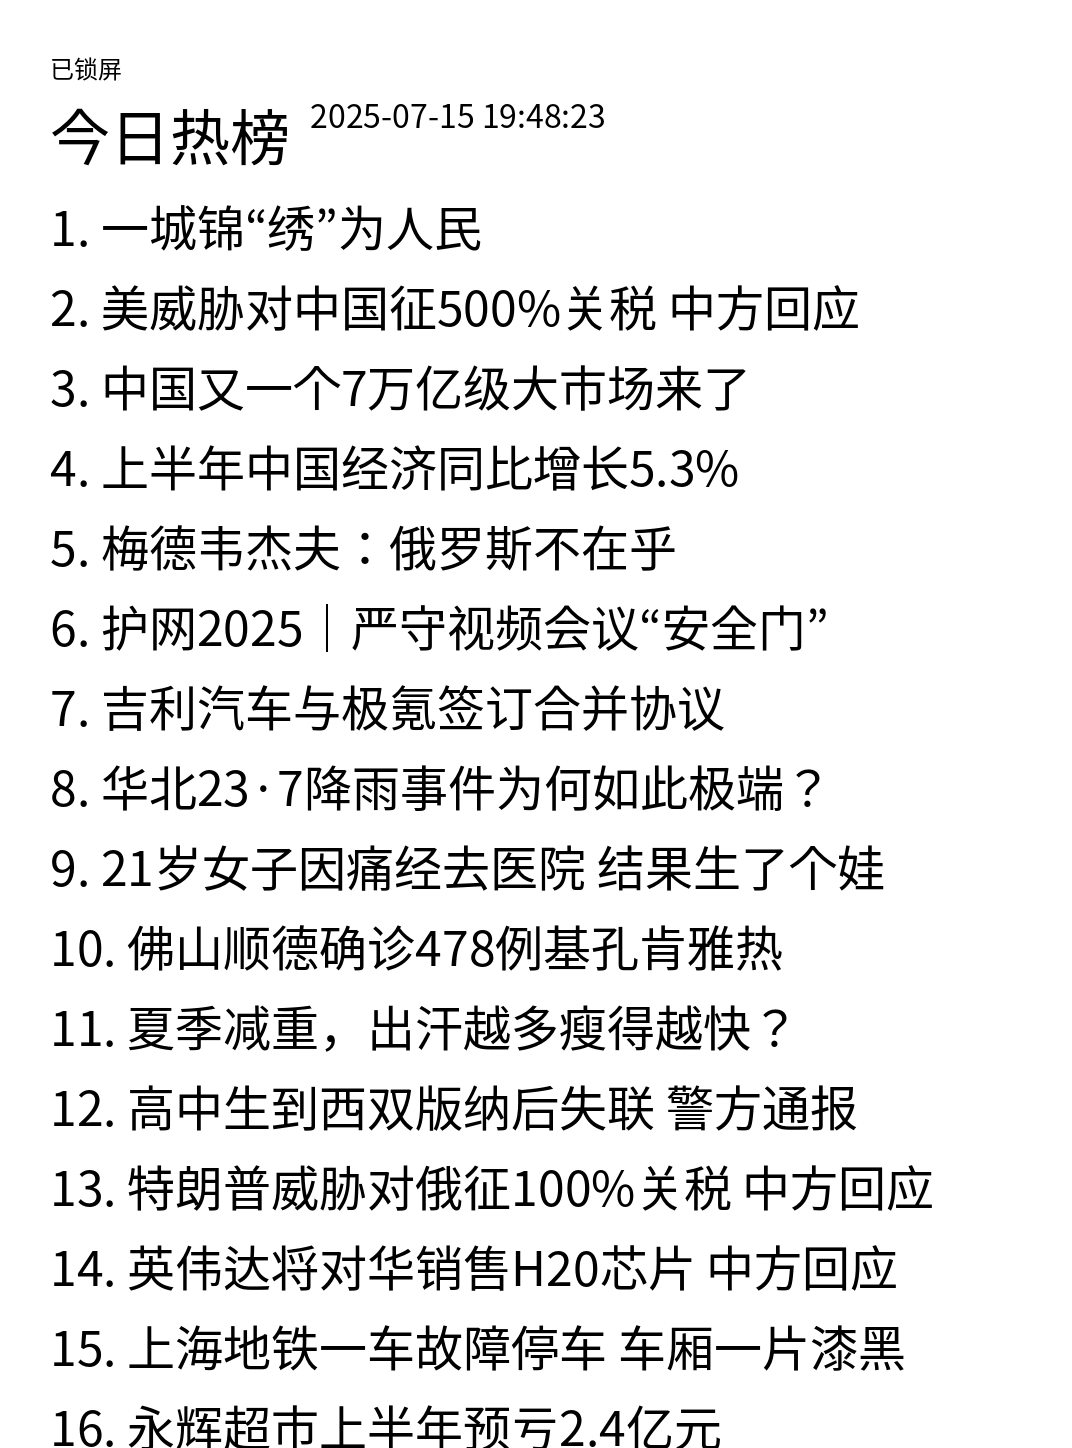 已锁屏
今日热榜 2025-07-15 19:48:23
1. 一城锦“绣”为人民
2. 美威胁对中国征500%关税 中方回应
3. 中国又一个7万亿级大市场来了
4. 上半年中国经济同比增长5.3%
5. 梅德韦杰夫：俄罗斯不在乎
6. 护网2025｜严守视频会议“安全门”
7. 吉利汽车与极氪签订合并协议
8. 华北23·7降雨事件为何如此极端？
9. 21岁女子因痛经去医院 结果生了个娃
10. 佛山顺德确诊478例基孔肯雅热
11. 夏季减重，出汗越多瘦得越快？
12. 高中生到西双版纳后失联 警方通报
13. 特朗普威胁对俄征100%关税 中方回应
14. 英伟达将对华销售H20芯片 中方回应
15. 上海地铁一车故障停车 车厢一片漆黑
16. 永辉超市上半年预亏2.4亿元